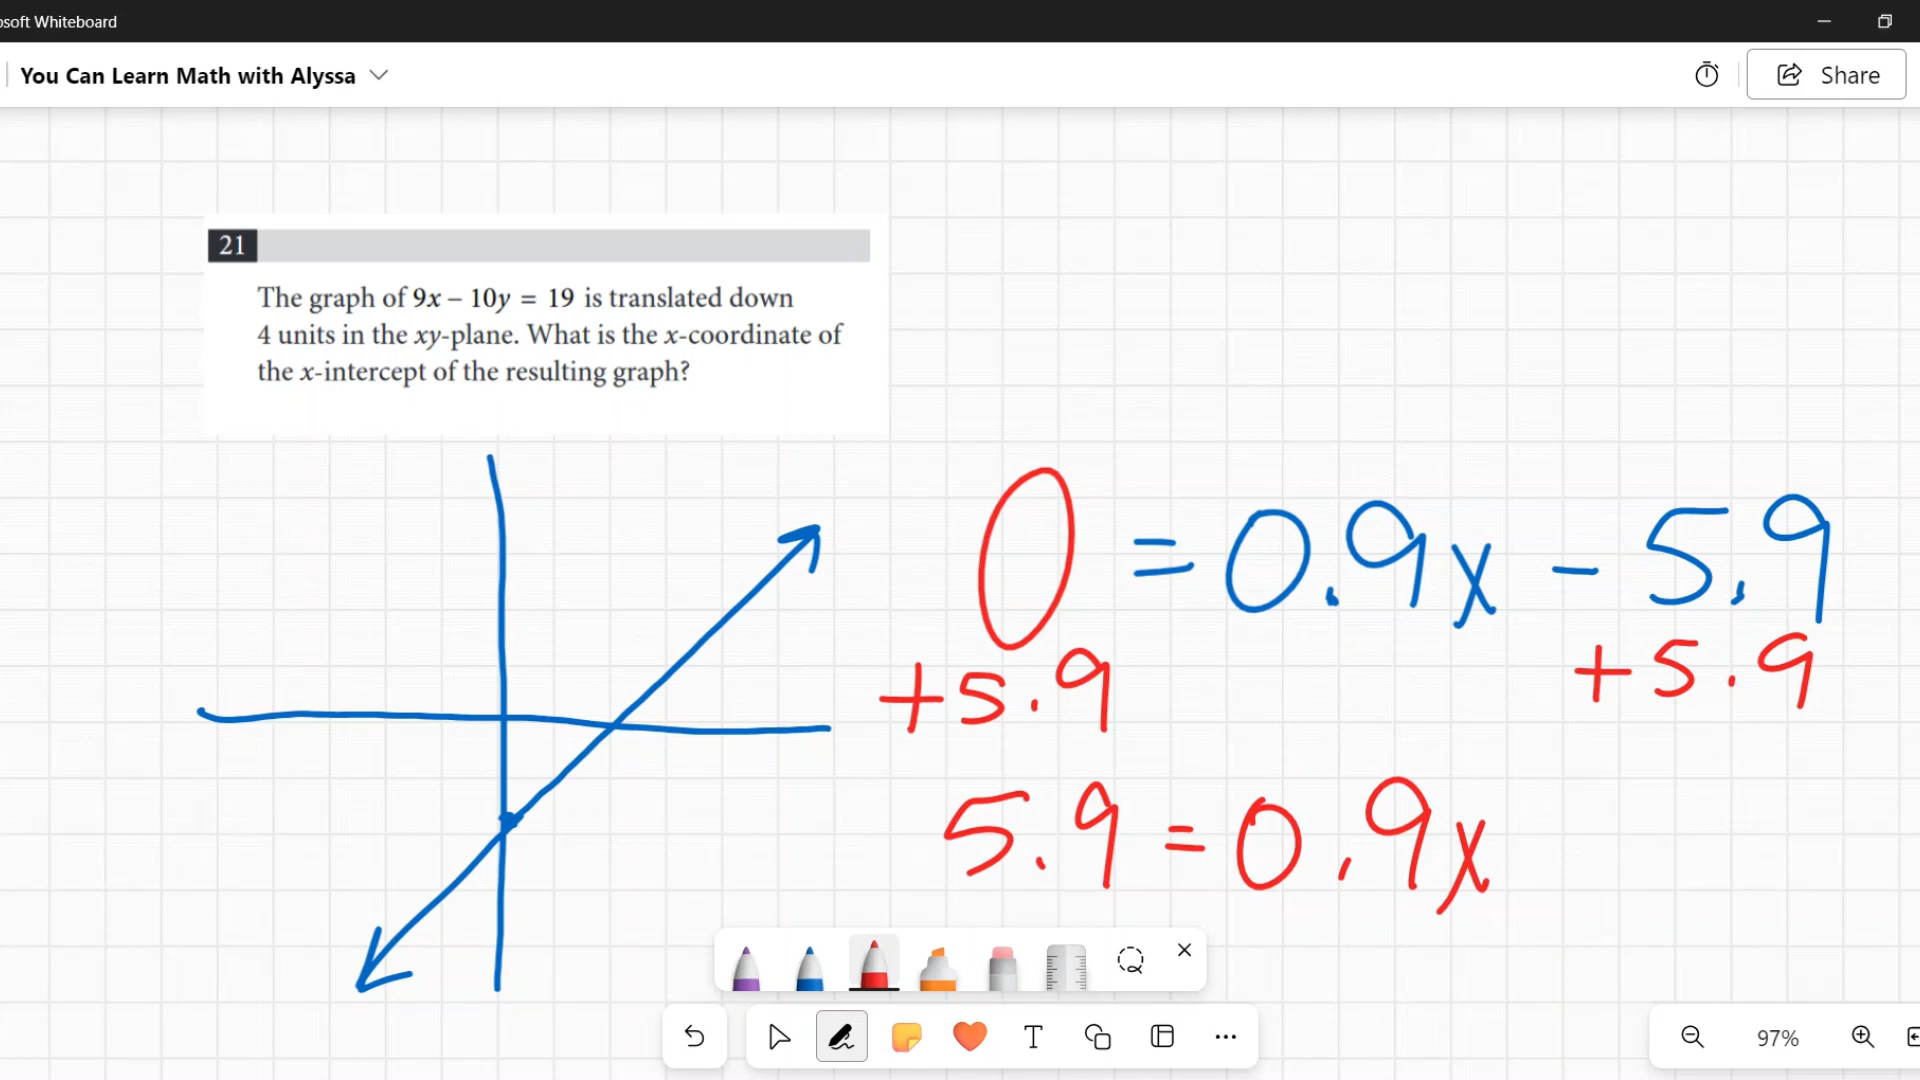 osoft Whiteboard
You Can Learn Math with Alyssa
Share
21
The graph of 9x – 10y = 19 is translated down
4 units in the xy-plane. What is the x-coordinate of
the x-intercept of the resulting graph?
0 = 0.9x - 5.9
+5.9 +5.9
5.9 = 0.9x
T
97%